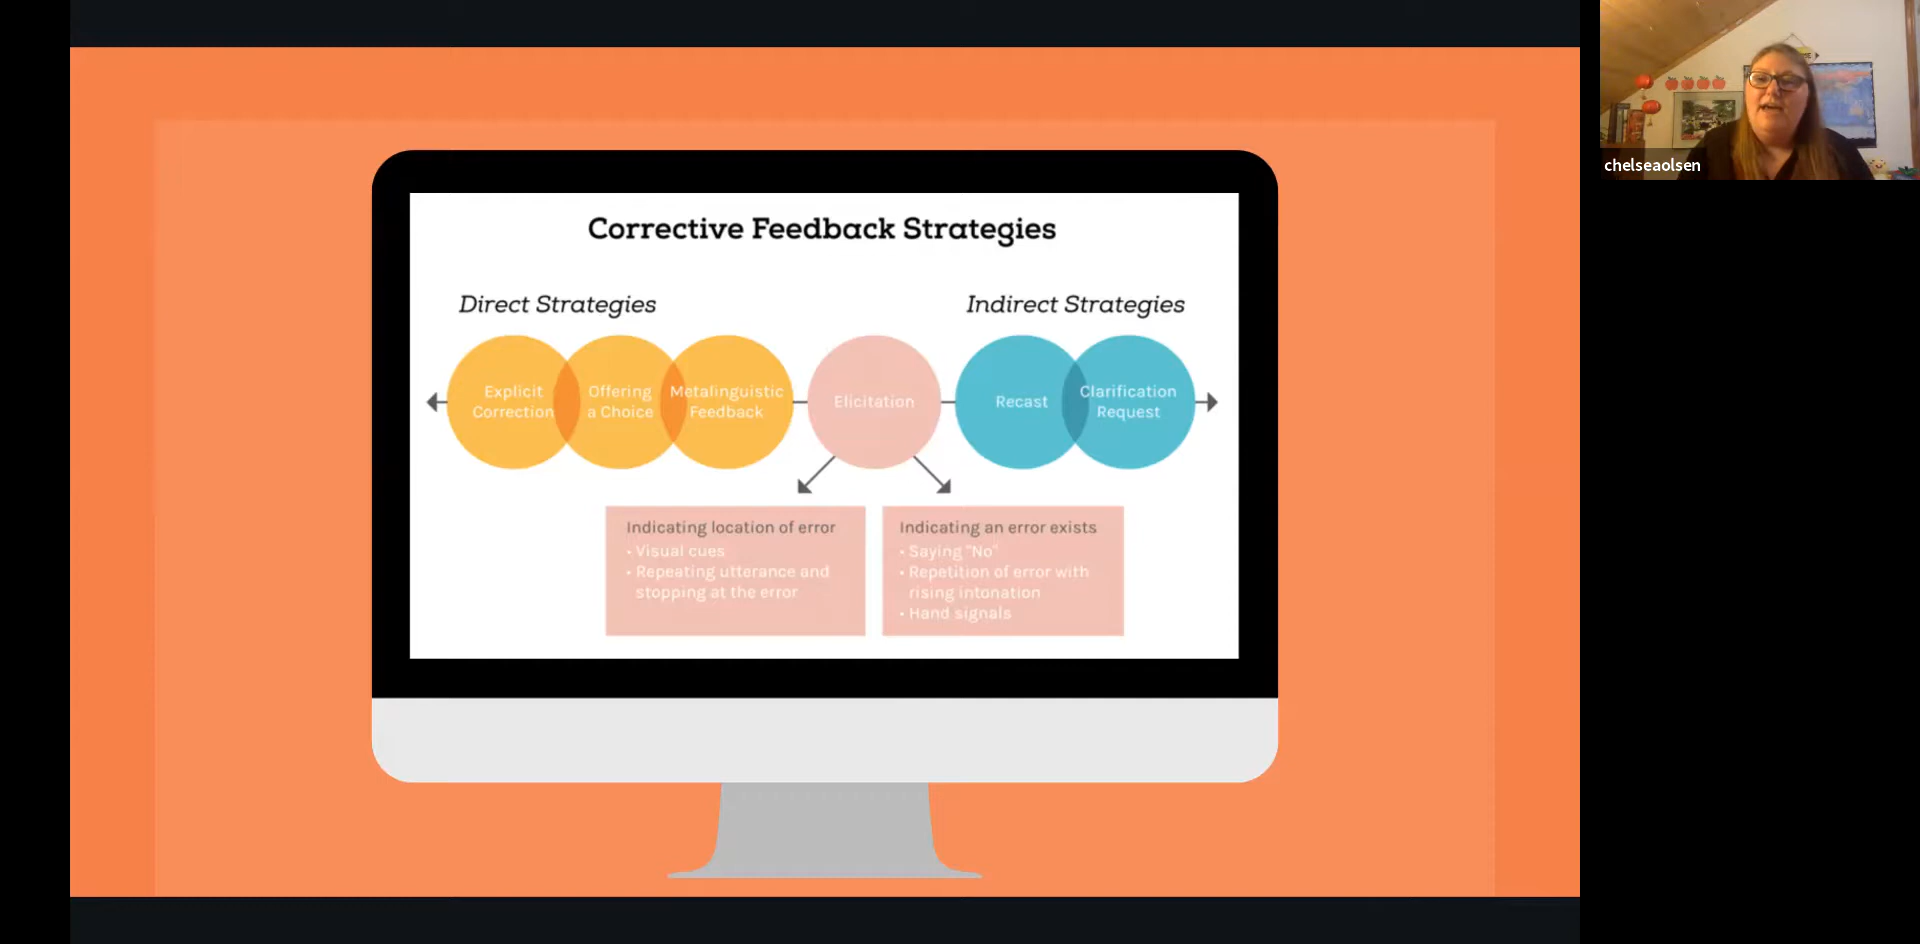 Corrective Feedback Strategies
Direct Strategies
Indirect Strategies
Explicit
Correction
Offering
a Choice
Metalinguistic
Feedback
Elicitation
Recast
Clarification
Request
Indicating location of error
• Visual cues
• Repeating utterance and
stopping at the error
Indicating an error exists
• Saying "No"
• Repetition of error with
rising intonation
• Hand signals
chelseaolsen